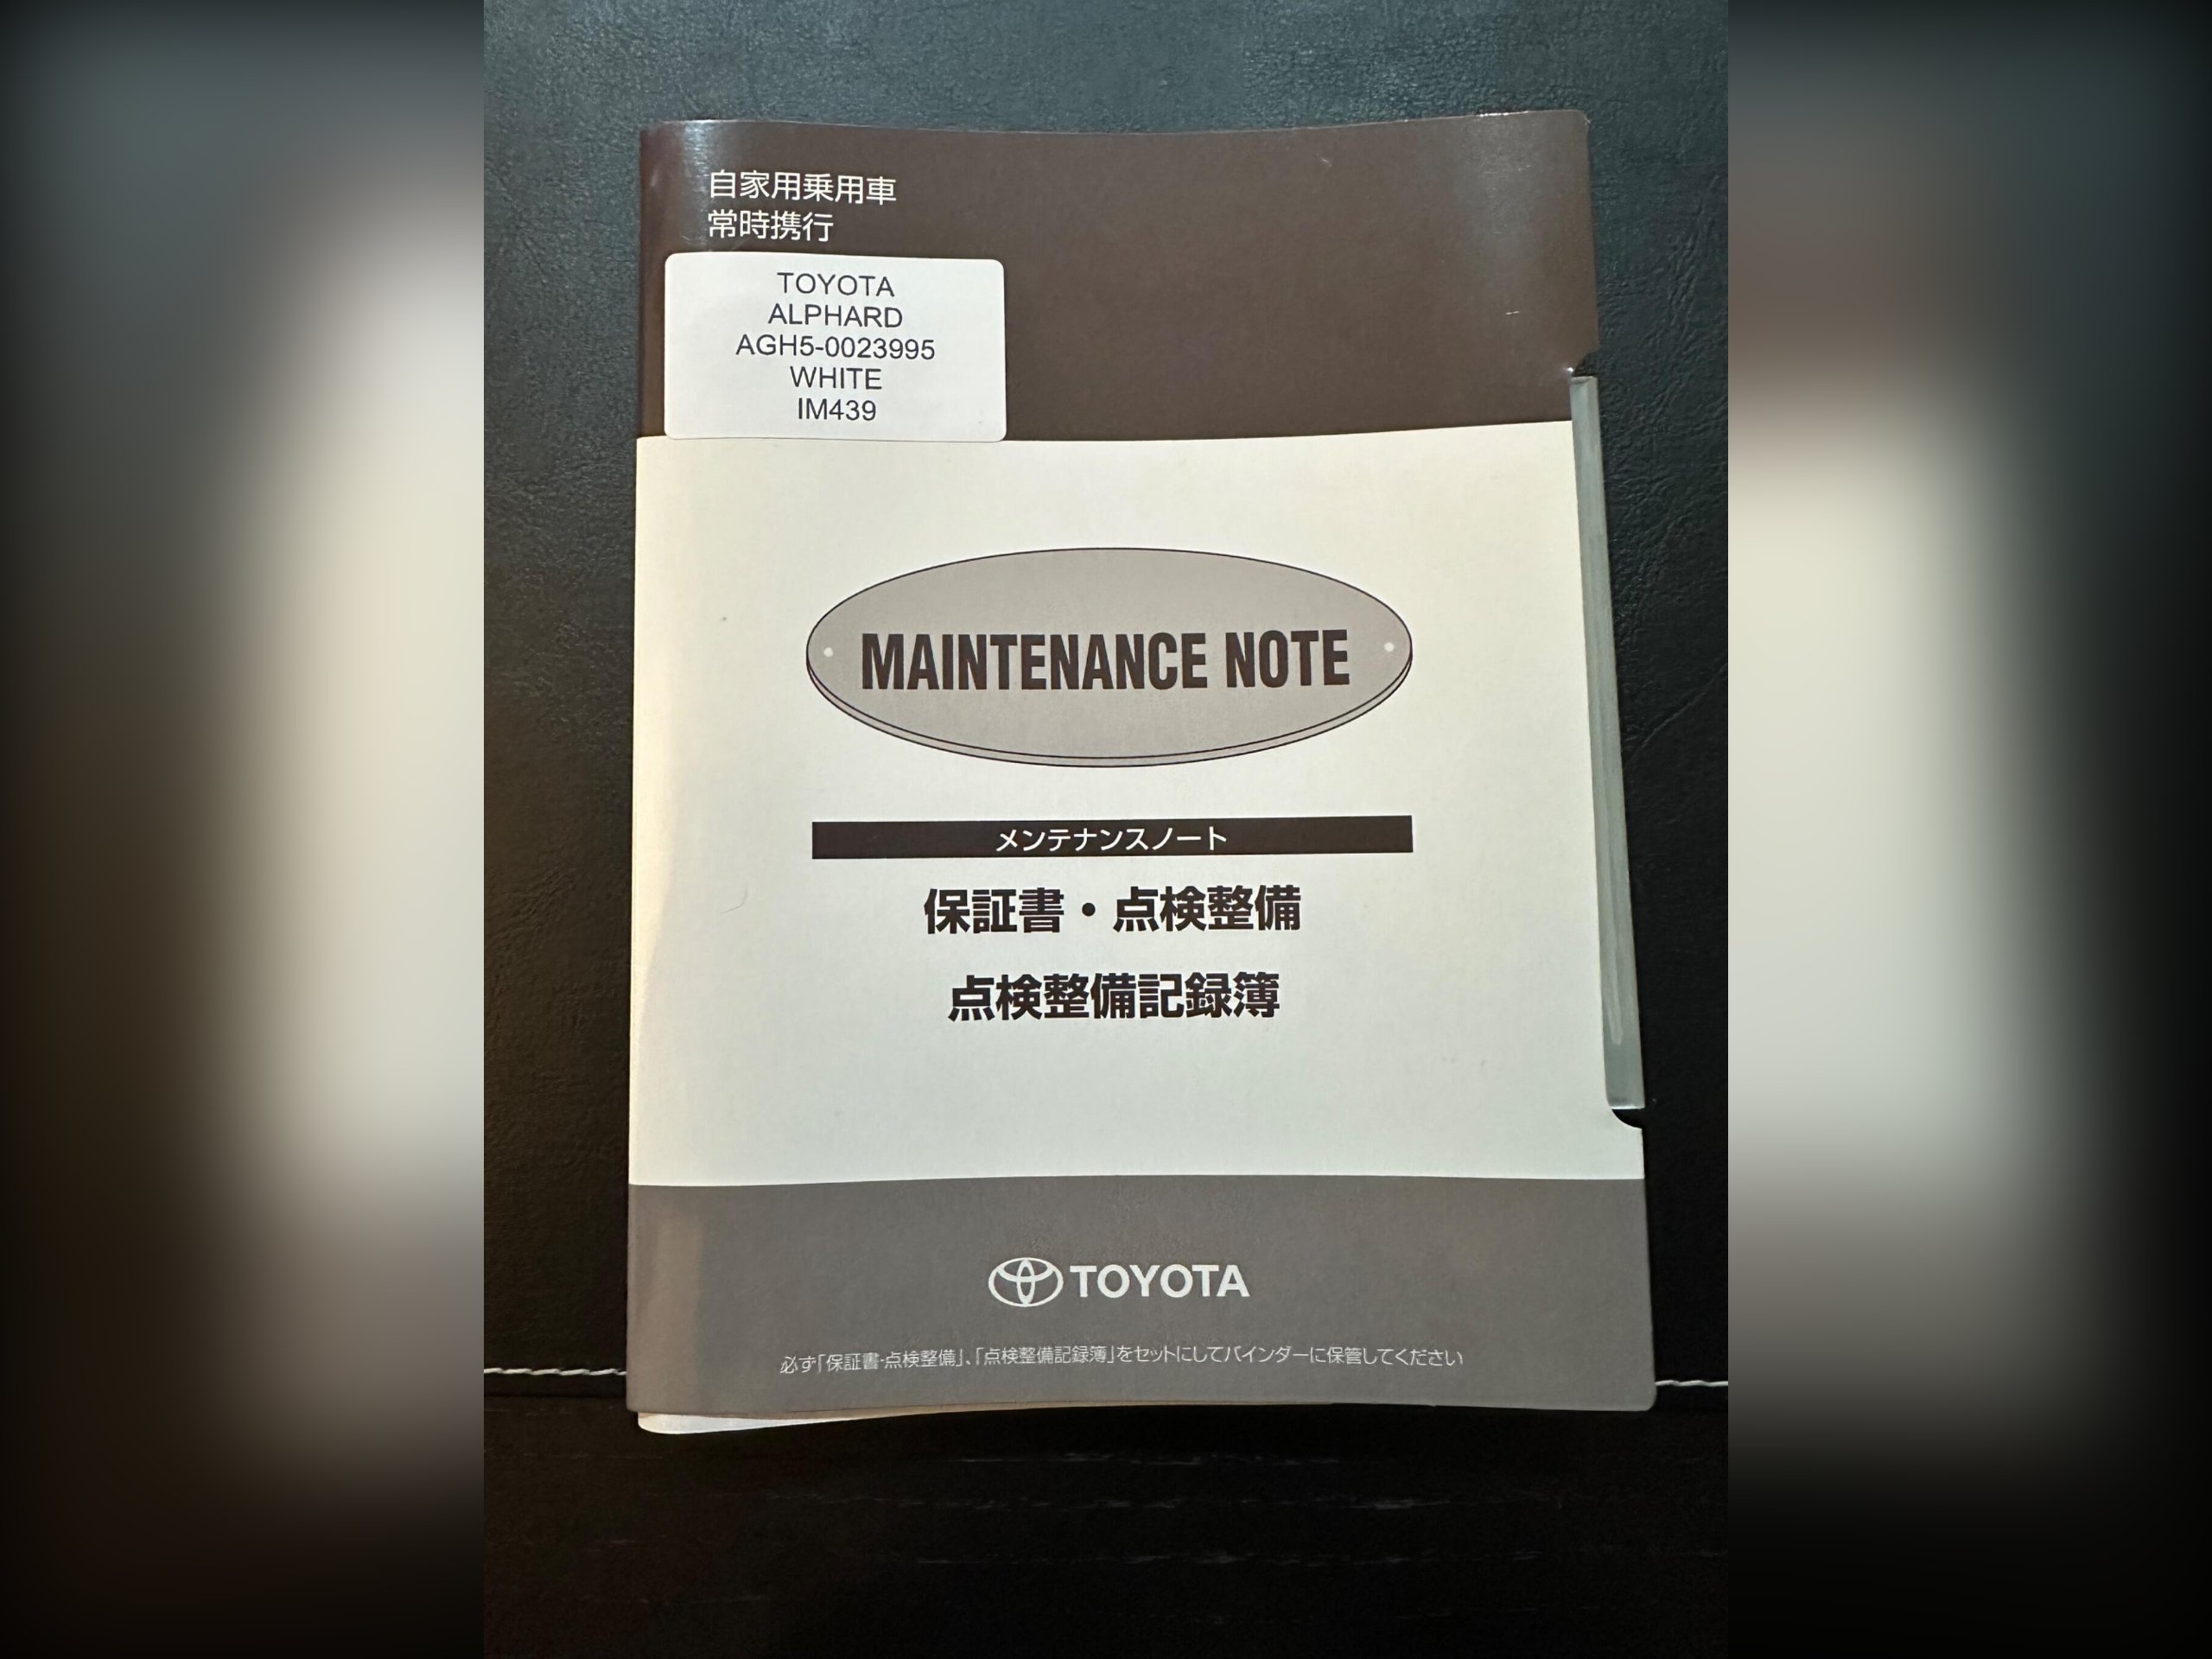 自家用乗用車
常時携行
TOYOTA
ALPHARD
AGH5-0023995
WHITE
IM439
MAINTENANCE NOTE
メンテナンスノート
保証書・点検整備
点検整備記録簿
TOYOTA
必ず「保証書・点検整備」、「点検整備記録簿」をセットにしてバインダーに保管してください